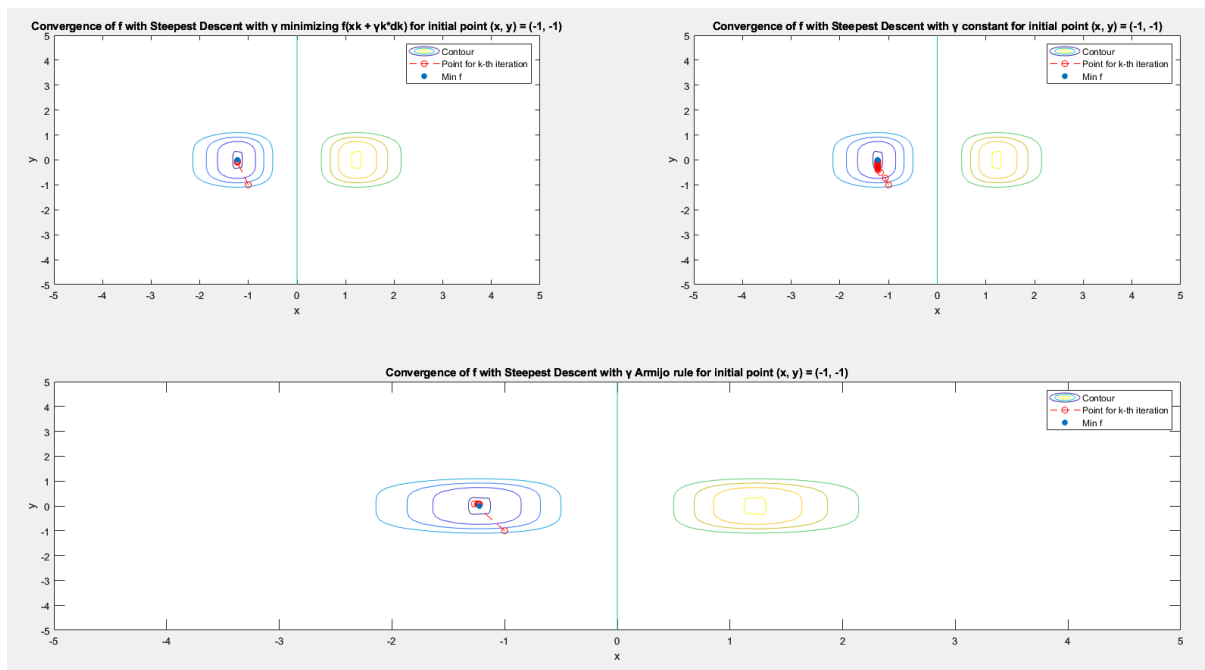 Convergence of f with Steepest Descent with γ minimizing f(xk + γk*dk) for initial point (x, y) = (-1, -1)
5
4
3
2
1
0
-1
-2
-3
-4
-5
y
-5 -4 -3 -2 -1 0 1 2 3 4 5
x
Contour
Point for k-th iteration
Min f
Convergence of f with Steepest Descent with γ constant for initial point (x, y) = (-1, -1)
5
4
3
2
1
0
-1
-2
-3
-4
-5
y
-5 -4 -3 -2 -1 0 1 2 3 4 5
x
Contour
Point for k-th iteration
Min f
Convergence of f with Steepest Descent with γ Armijo rule for initial point (x, y) = (-1, -1)
5
4
3
2
1
0
-1
-2
-3
-4
-5
y
-5 -4 -3 -2 -1 0 1 2 3 4 5
x
Contour
Point for k-th iteration
Min f